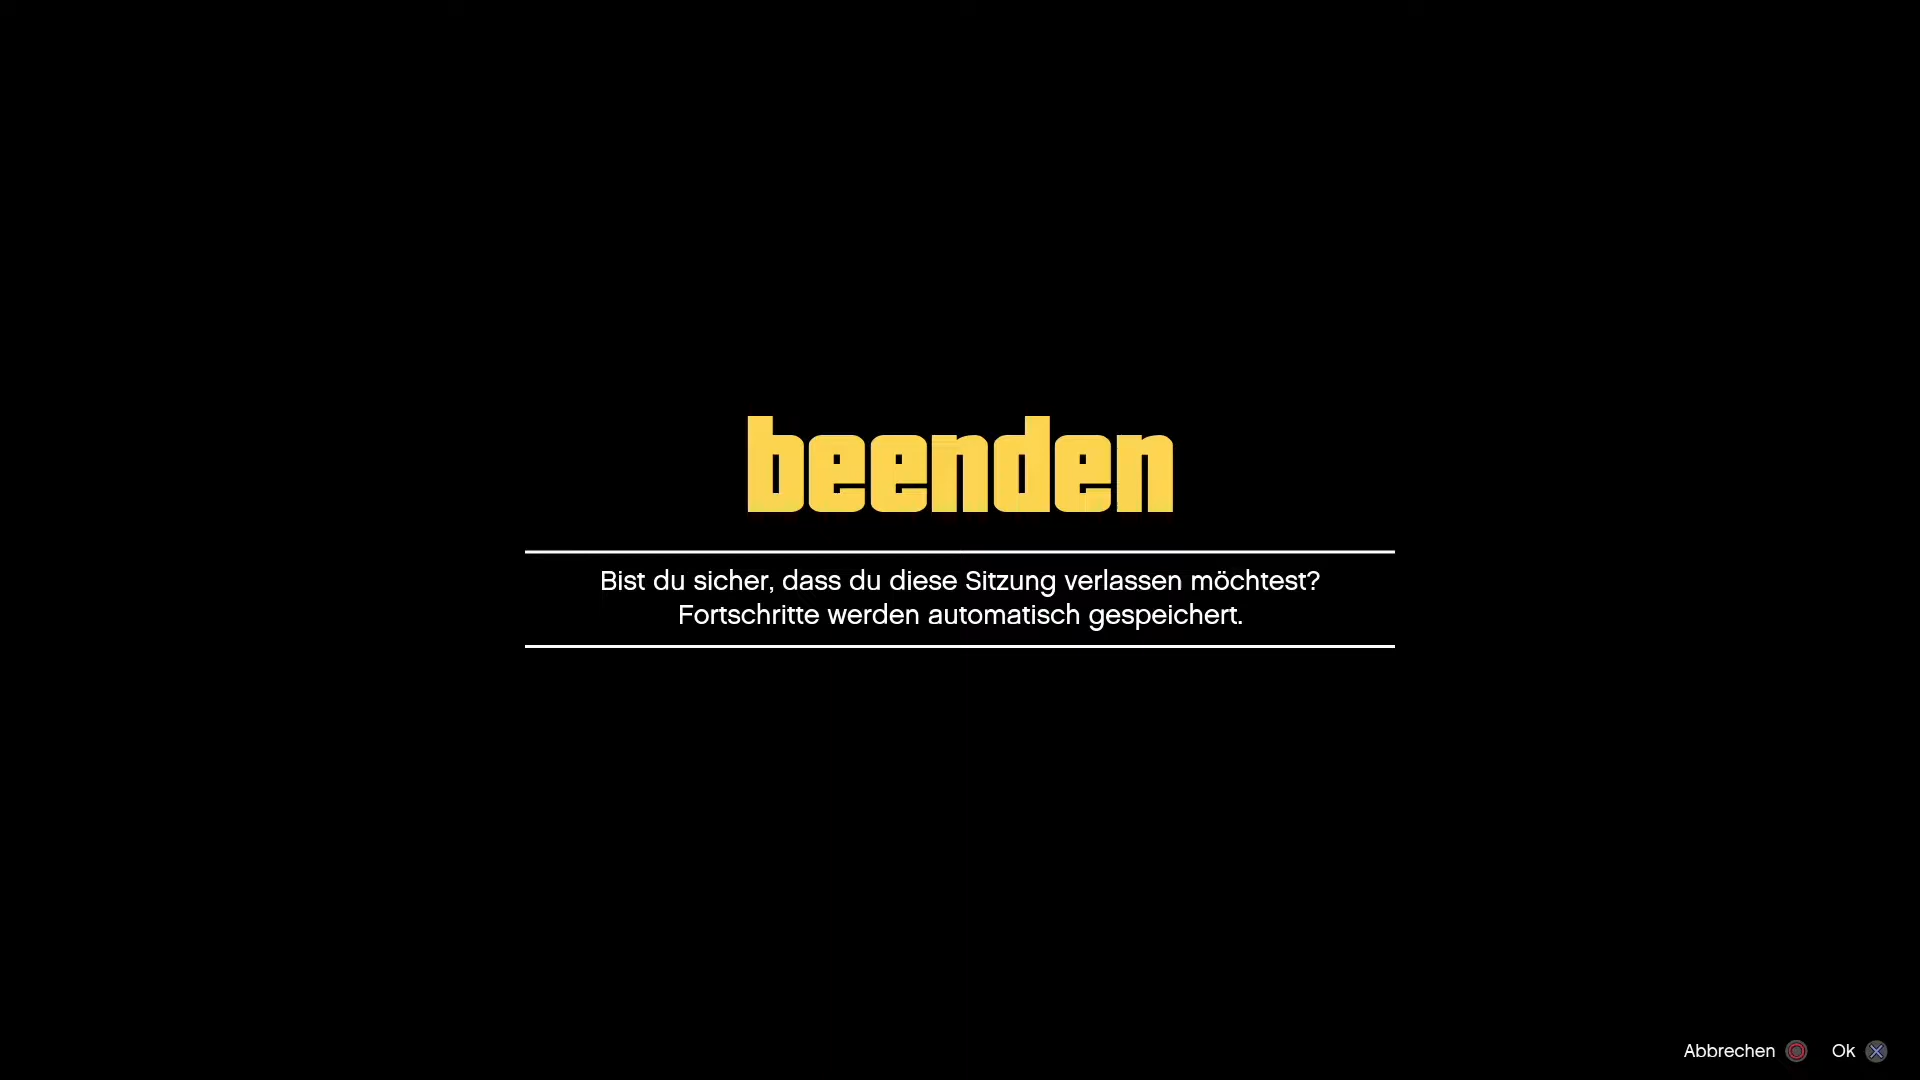 beenden
Bist du sicher, dass du diese Sitzung verlassen möchtest?
Fortschritte werden automatisch gespeichert.
Abbrechen Ok